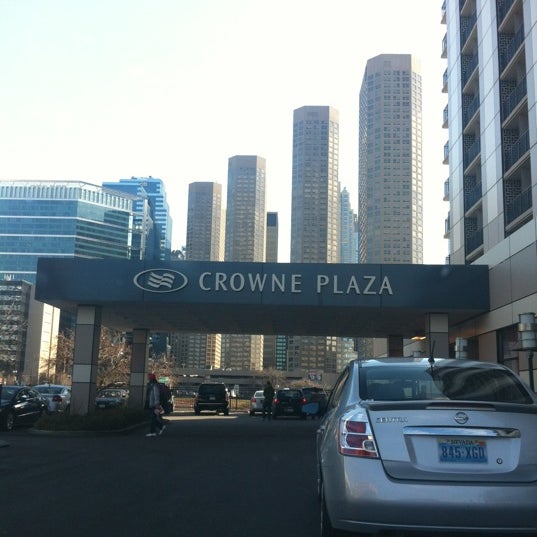 CROWNE PLAZA
SENTRA
NEVADA
845·XGD